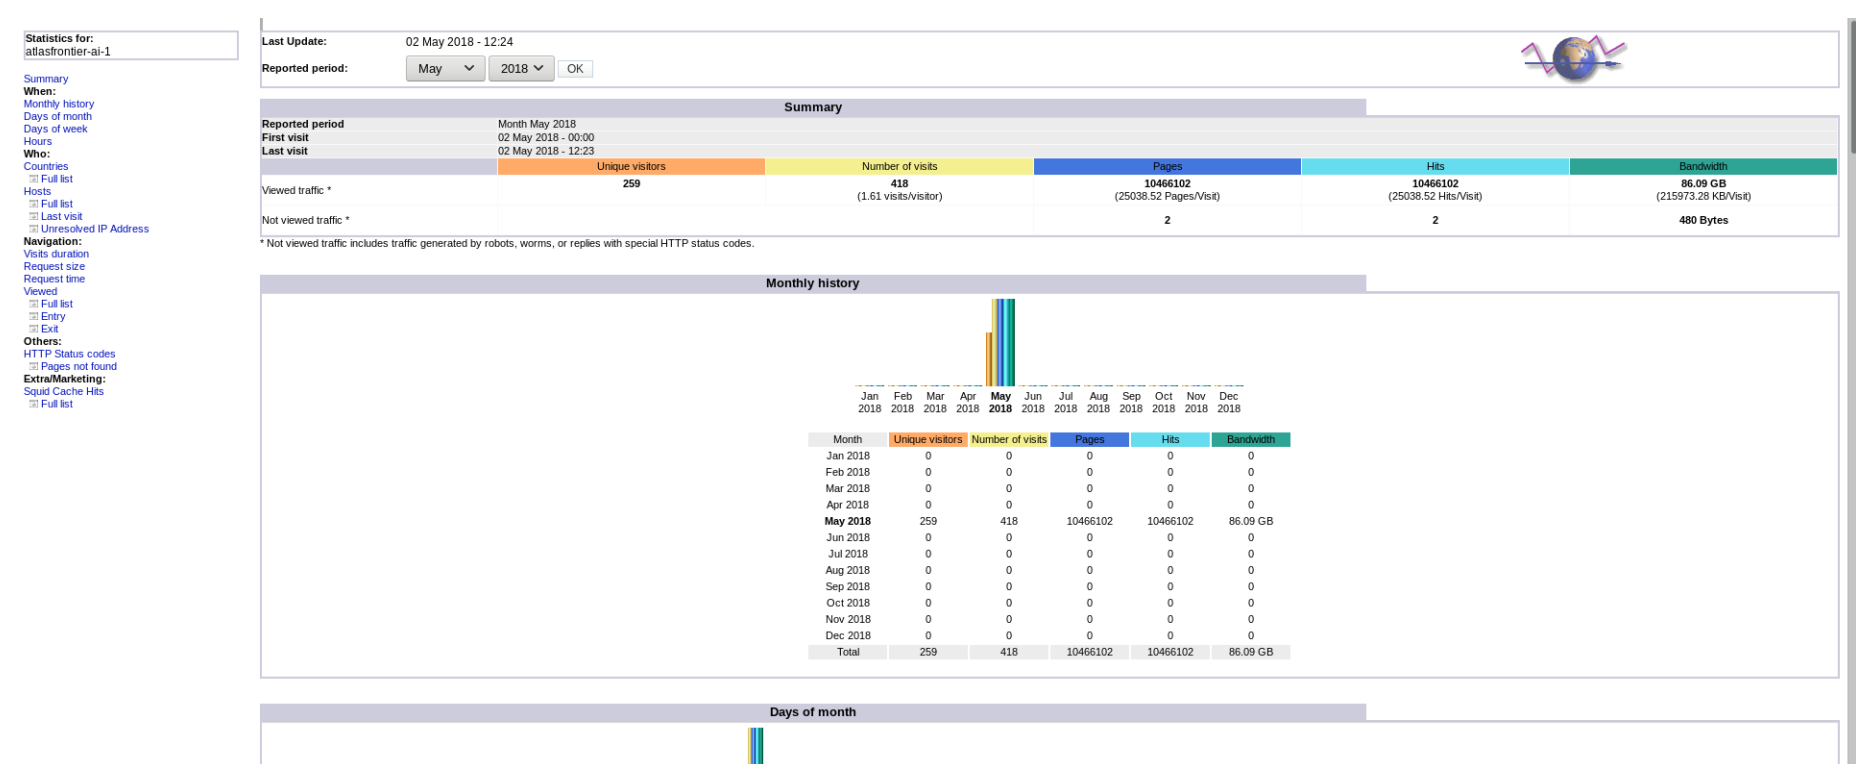 Statistics for:
atlasfrontier-ai-1
Summary
When:
Monthly history
Days of month
Days of week
Hours
Who:
Countries
Full list
Hosts
Full list
Last visit
Unresolved IP Address
Navigation:
Visits duration
Request size
Request time
Viewed
Full list
Entry
Exit
Others:
HTTP Status codes
Pages not found
Extra/Marketing:
Squid Cache Hits
Full list
Last Update: 02 May 2018 - 12:24
Reported period: May 2018 OK
Summary
Reported period Month May 2018
First visit 02 May 2018 - 00:00
Last visit 02 May 2018 - 12:23
Unique visitors Number of visits Pages Hits Bandwidth
Viewed traffic * 259 418 10466102 10466102 86.09 GB
(1.61 visits/visitor) (25038.52 Pages/Visit) (25038.52 Hits/Visit) (215973.28 KB/Visit)
Not viewed traffic * 2 2 480 Bytes
* Not viewed traffic includes traffic generated by robots, worms, or replies with special HTTP status codes.
Monthly history
Jan Feb Mar Apr May Jun Jul Aug Sep Oct Nov Dec
2018 2018 2018 2018 2018 2018 2018 2018 2018 2018 2018 2018
Month Unique visitors Number of visits Pages Hits Bandwidth
Jan 2018 0 0 0 0 0
Feb 2018 0 0 0 0 0
Mar 2018 0 0 0 0 0
Apr 2018 0 0 0 0 0
May 2018 259 418 10466102 10466102 86.09 GB
Jun 2018 0 0 0 0 0
Jul 2018 0 0 0 0 0
Aug 2018 0 0 0 0 0
Sep 2018 0 0 0 0 0
Oct 2018 0 0 0 0 0
Nov 2018 0 0 0 0 0
Dec 2018 0 0 0 0 0
Total 259 418 10466102 10466102 86.09 GB
Days of month